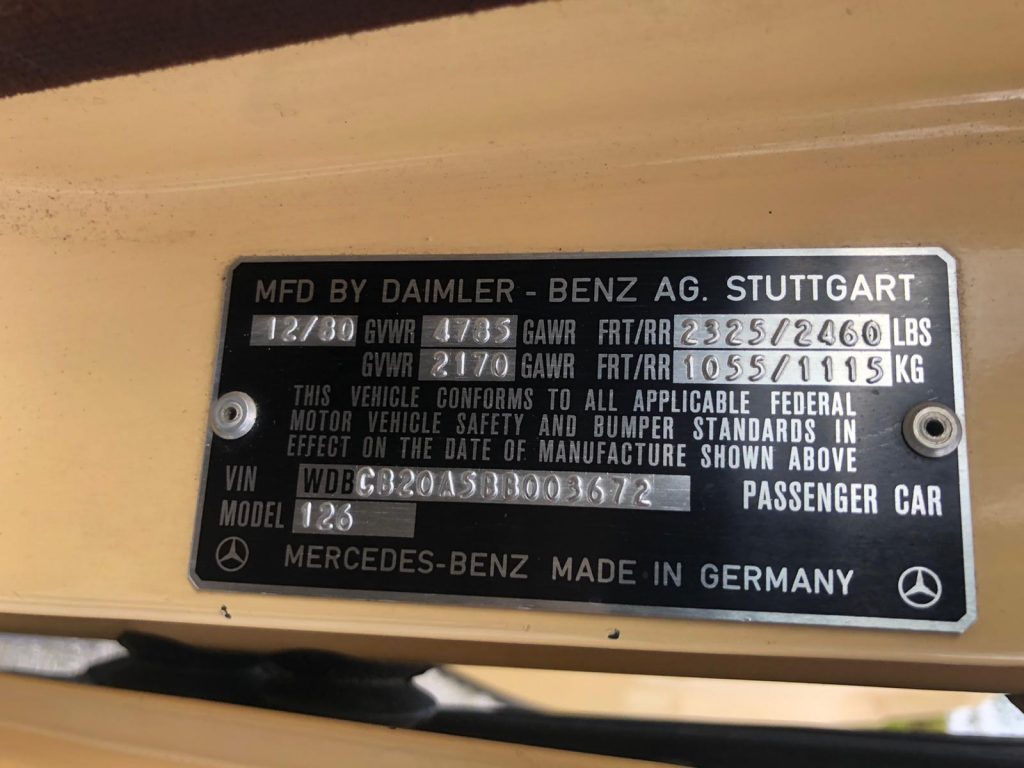 MFD BY DAIMLER - BENZ AG. STUTTGART
12/80 GVWR 4785 GAWR FRT/RR 2325/2460 LBS
GVWR 2170 GAWR FRT/RR 1055/1115 KG
THIS VEHICLE CONFORMS TO ALL APPLICABLE FEDERAL
MOTOR VEHICLE SAFETY AND BUMPER STANDARDS IN
EFFECT ON THE DATE OF MANUFACTURE SHOWN ABOVE
VIN WDBCB20A5BB003672 PASSENGER CAR
MODEL 126
MERCEDES-BENZ MADE IN GERMANY